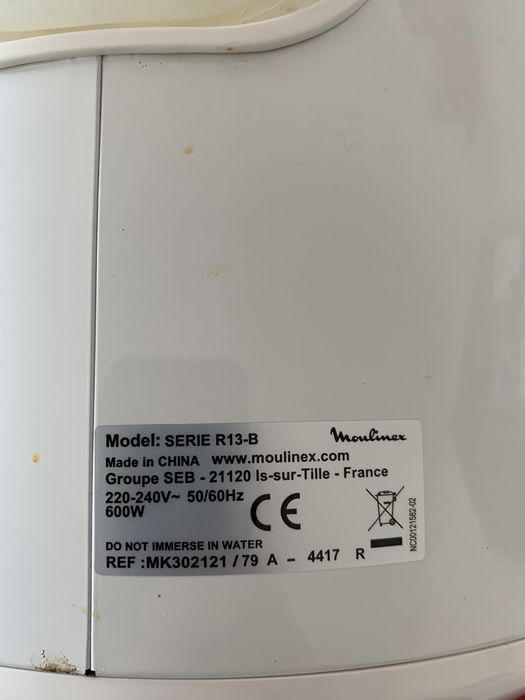 Model: SERIE R13-B Moulinex
Made in CHINA www.moulinex.com
Groupe SEB - 21120 Is-sur-Tille - France
220-240V~ 50/60Hz
600W
CE
DO NOT IMMERSE IN WATER
REF :MK302121 / 79 A - 4417 R
NC00121582-02